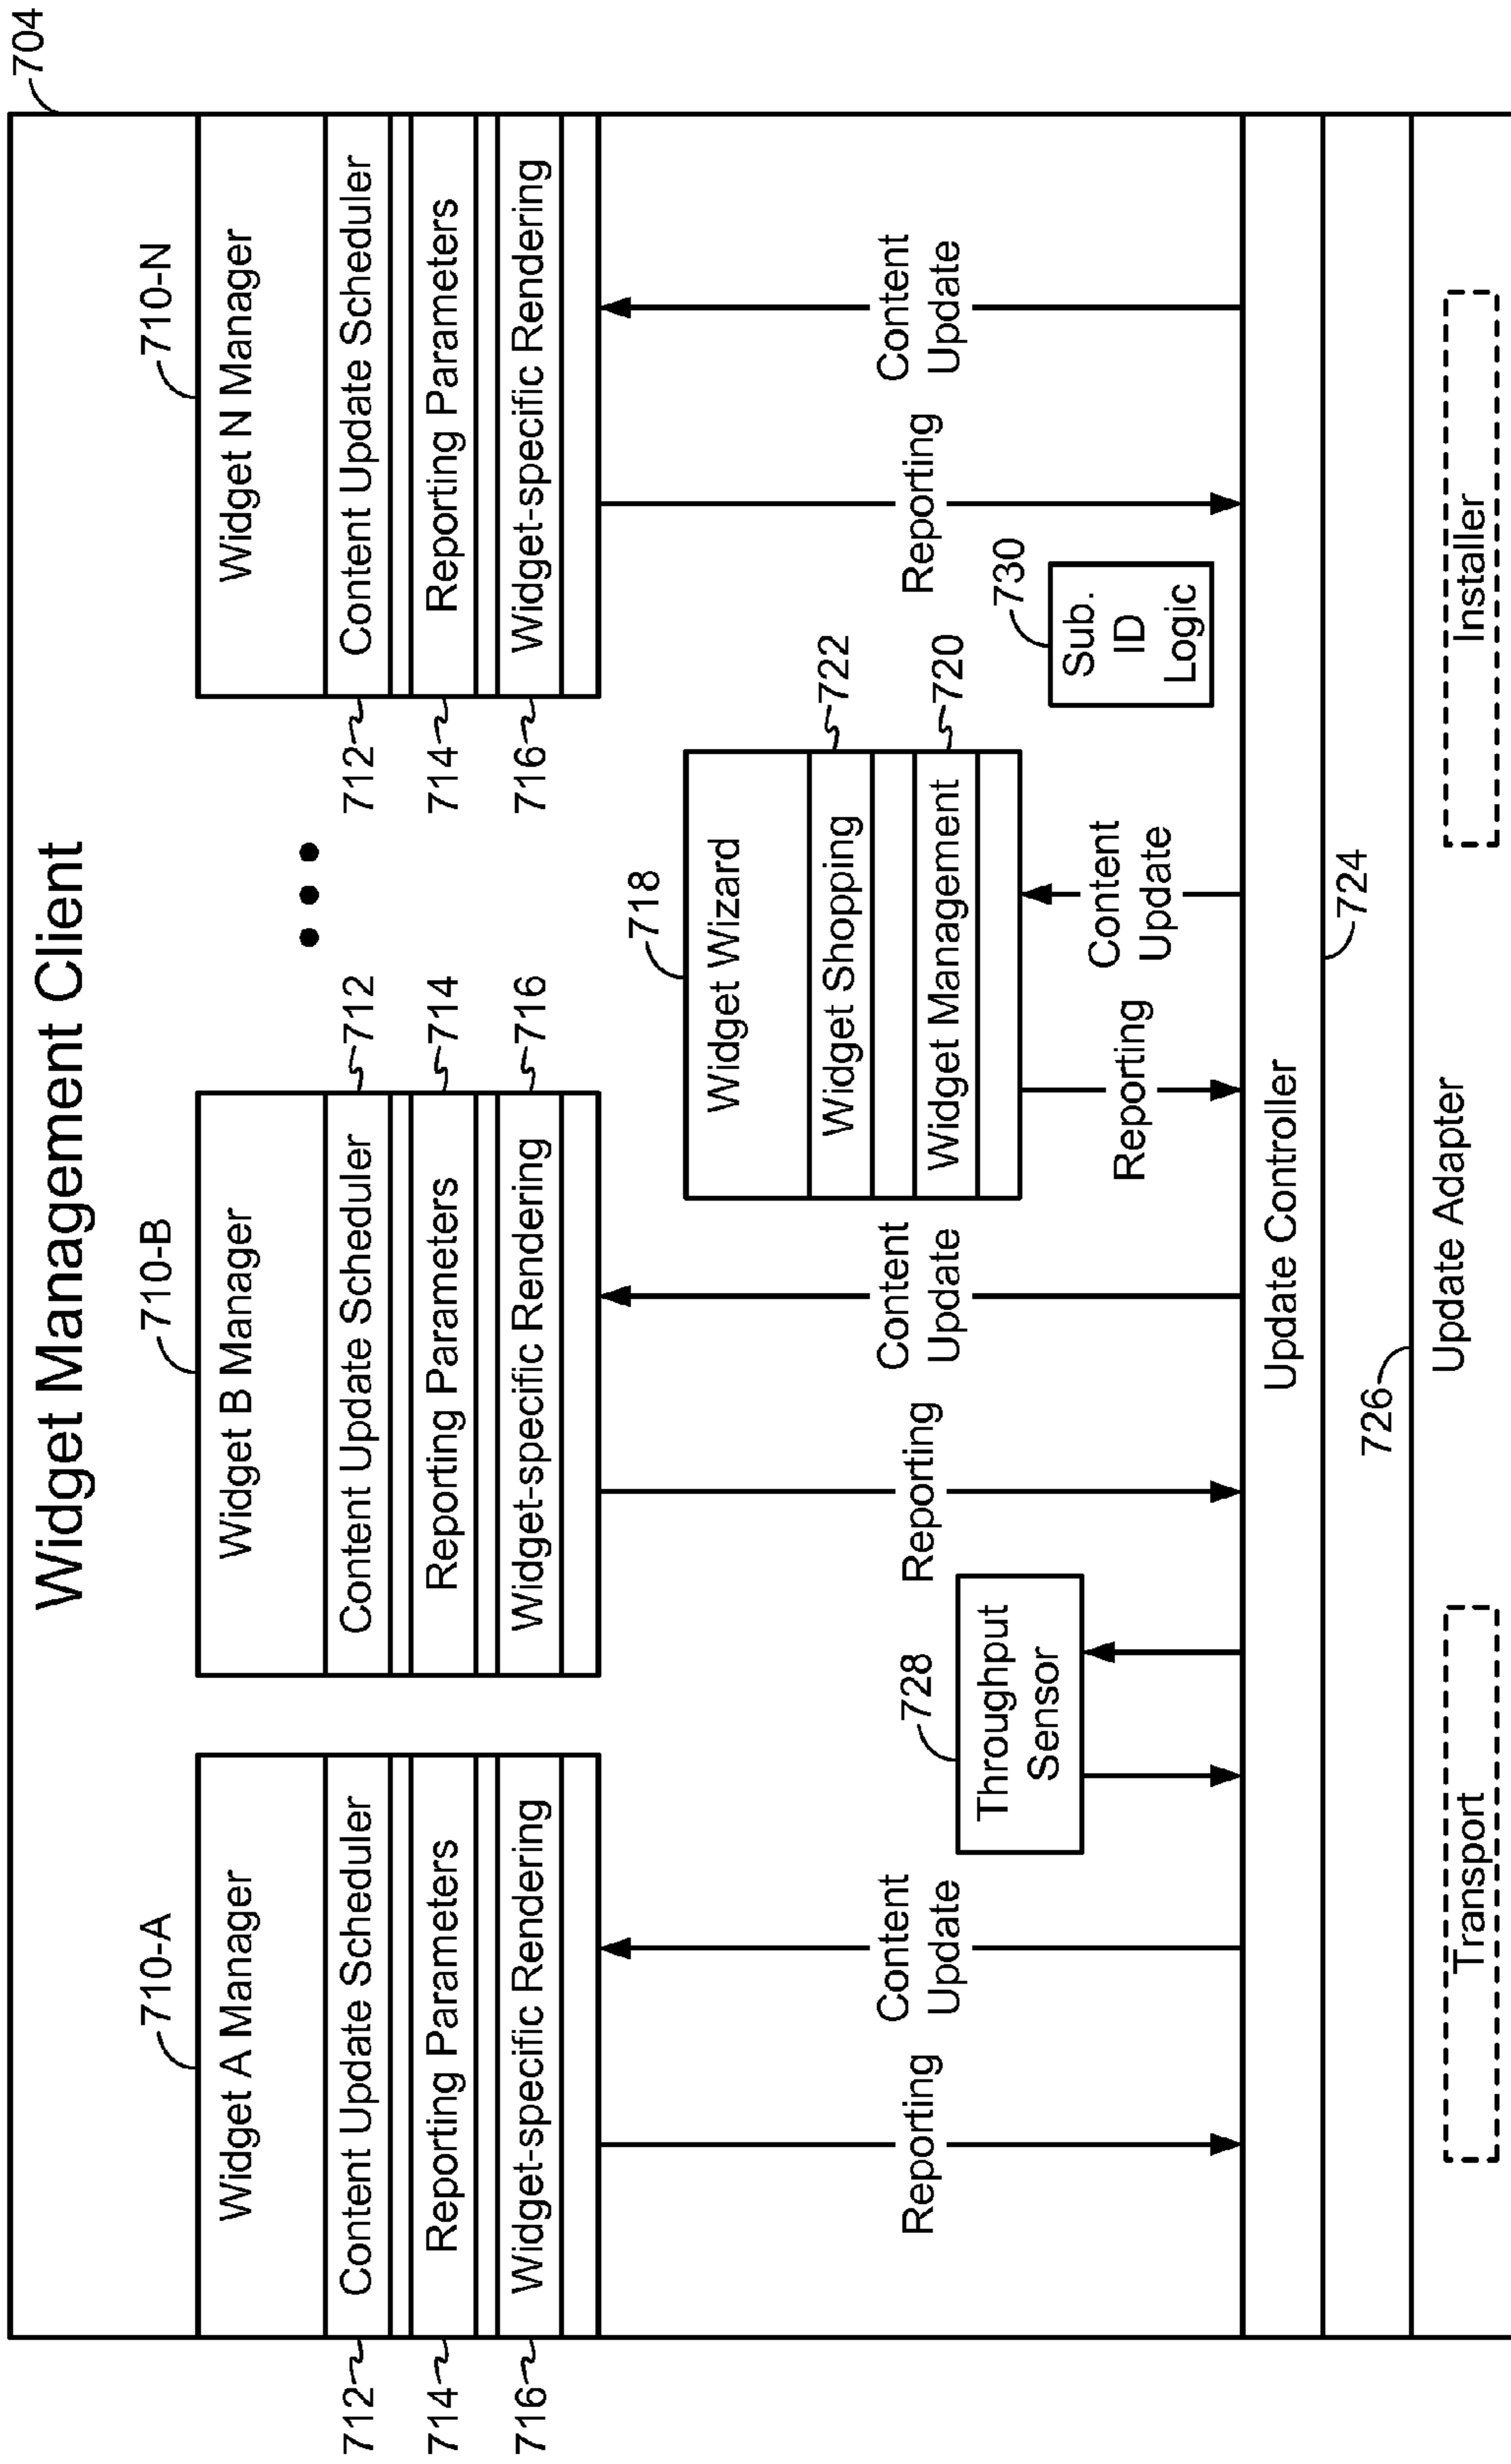 Widget Management Client
704
710-A
Widget A Manager
712
Content Update Scheduler
714
Reporting Parameters
716
Widget-specific Rendering
710-B
Widget B Manager
Content Update Scheduler
712
Reporting Parameters
714
Widget-specific Rendering
716
710-N
Widget N Manager
712
Content Update Scheduler
714
Reporting Parameters
716
Widget-specific Rendering
Reporting
Content
Update
728
Throughput
Sensor
Reporting
Content
Update
718
Widget Wizard
Widget Shopping
722
Widget Management
720
Reporting
Content
Update
730
Sub.
ID
Logic
Reporting
Content
Update
Update Controller
724
726
Update Adapter
Transport
Installer